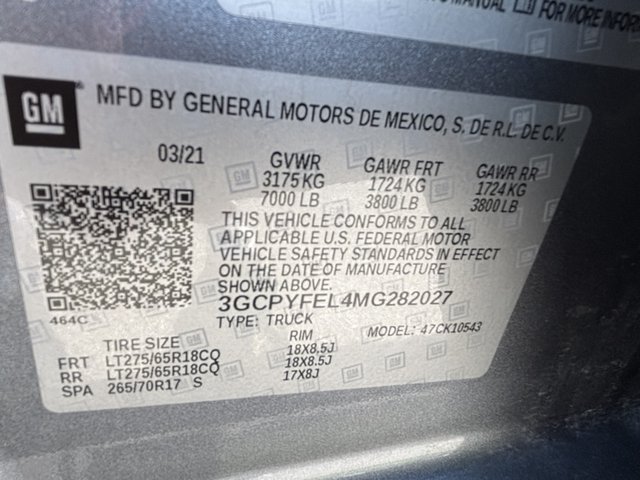 MANUAL
FOR MORE INFOR
GM
MFD BY GENERAL MOTORS DE MEXICO, S. DE R.L. DE C.V.
03/21 GVWR GAWR FRT GAWR RR
3175 KG 1724 KG 1724 KG
7000 LB 3800 LB 3800 LB
THIS VEHICLE CONFORMS TO ALL
APPLICABLE U.S. FEDERAL MOTOR
VEHICLE SAFETY STANDARDS IN EFFECT
ON THE DATE OF MANUFACTURE
SHOWN ABOVE.
3GCPYFEL4MG282027
464C
TYPE: TRUCK MODEL: 47CK10543
TIRE SIZE RIM
FRT LT275/65R18CQ 18X8.5J
RR LT275/65R18CQ 18X8.5J
SPA 265/70R17 S 17X8J